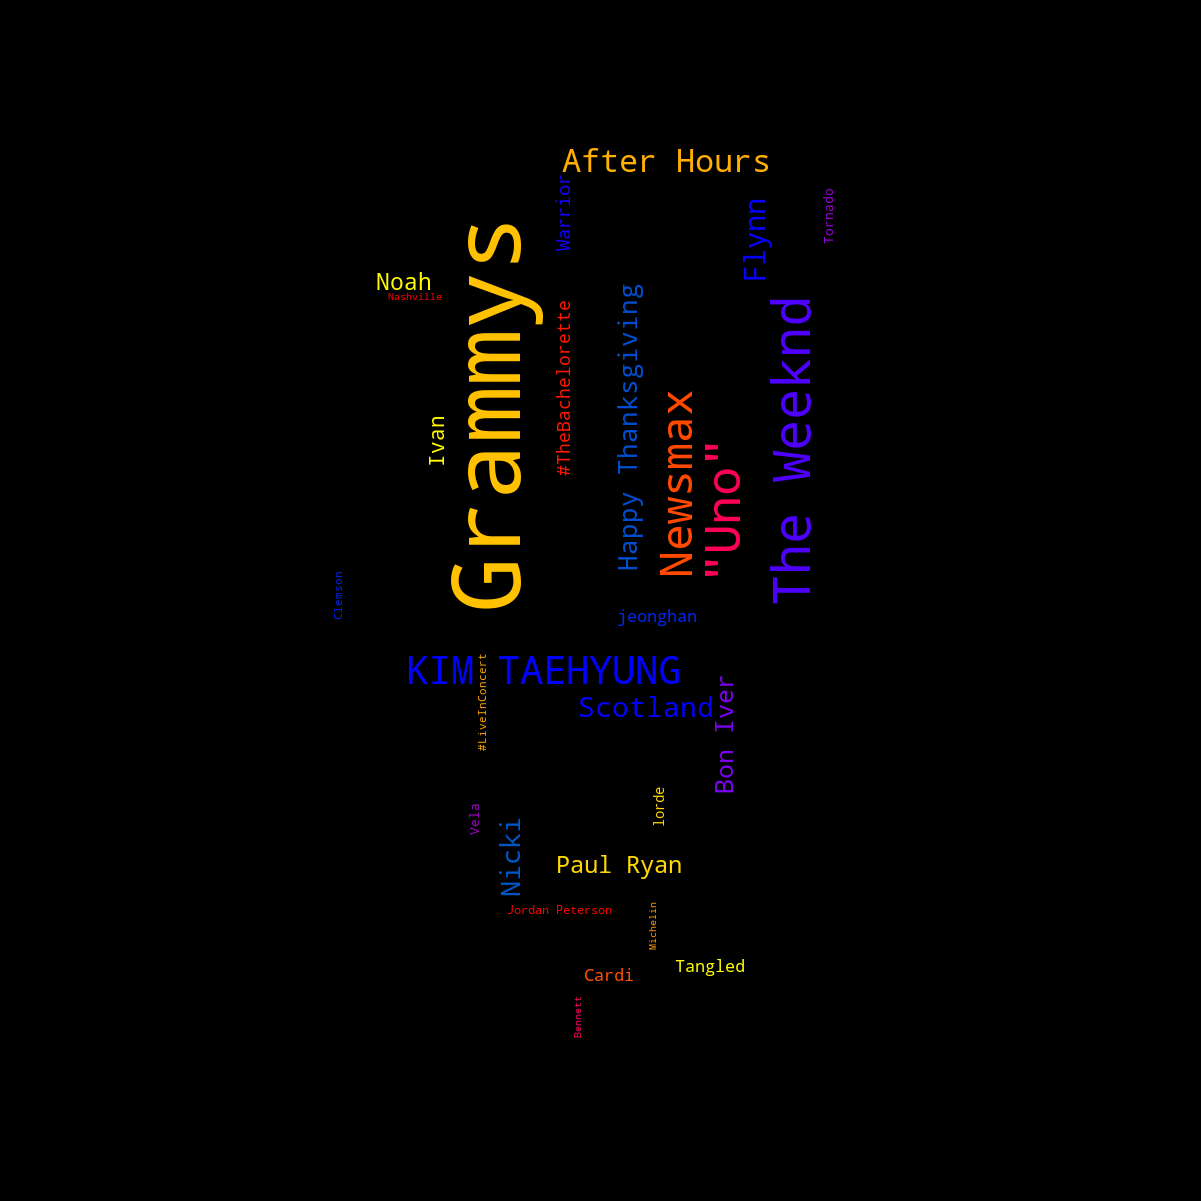 After Hours
Warrior
Flynn
Tornado
Noah
Nashville
Grammys
#TheBachelorette
Happy Thanksgiving
The Weeknd
Newsmax
Ivan
"Uno"
Clemson
jeonghan
KIM TAEHYUNG
#LiveInConcert
Scotland
Bon Iver
lorde
Vela
Nicki
Paul Ryan
Jordan Peterson
Michelin
Tangled
Cardi
Bennett